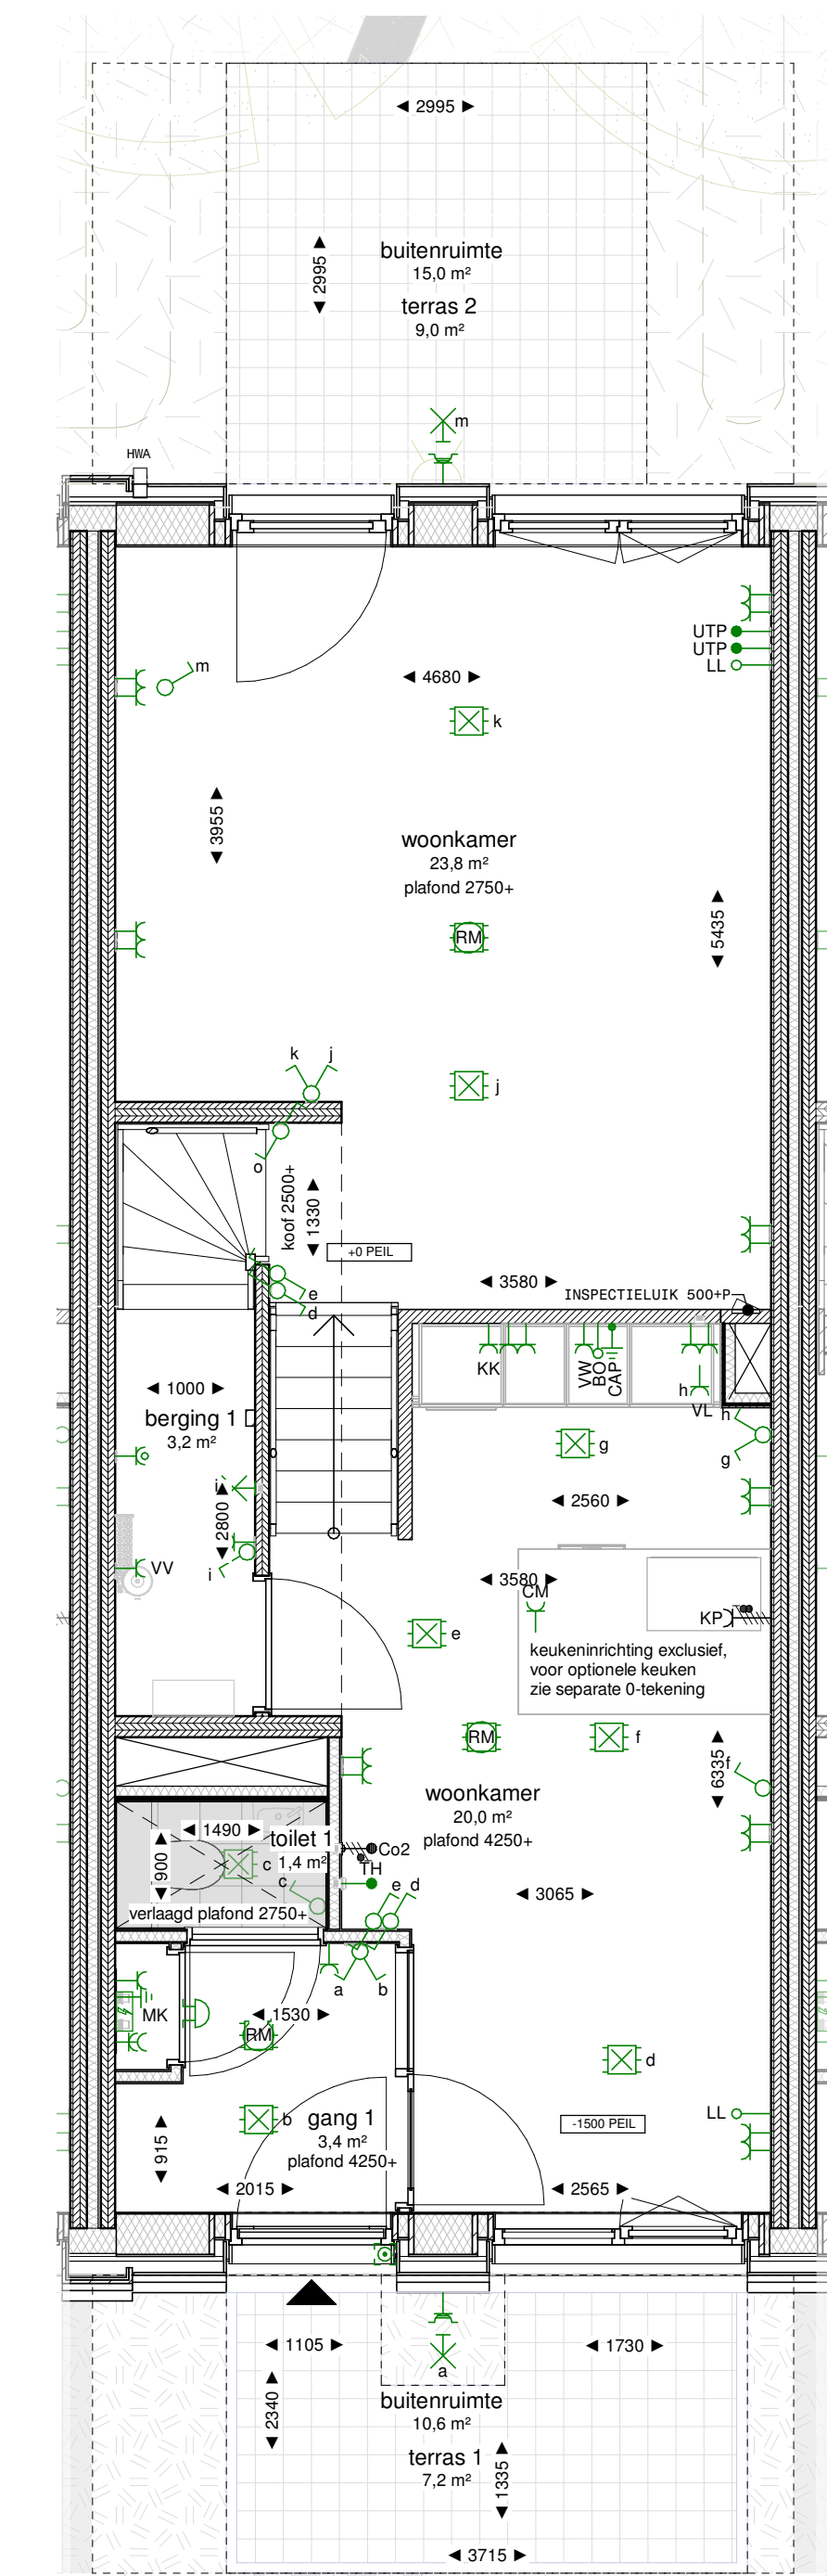 2995
2995
buitenruimte
15,0 m²
terras 2
9,0 m²
m
HWA
UTP
UTP
LL
m
4680
k
3955
woonkamer
23,8 m²
plafond 2750+
5435
RM
k j
j
o
koof 2500+
1330
+0 PEIL
3580
e
d
INSPECTIELUIK 500+P
KK
VW
BO
CAP
h
VL
h
g
g
1000
berging 1
3,2 m²
2560
i
2800
VV
i
3580
CM
KP
e
keukeninrichting exclusief,
voor optionele keuken
zie separate 0-tekening
RM
f
f
6335
woonkamer
20,0 m²
plafond 4250+
1490
toilet 1
1,4 m²
900
c
c
verlaagd plafond 2750+
Co2
TH
e d
3065
a b
MK
1530
RM
d
b
gang 1
3,4 m²
plafond 4250+
915
LL
-1500 PEIL
2015
2565
1105
1730
a
2340
buitenruimte
10,6 m²
terras 1
7,2 m²
1335
3715